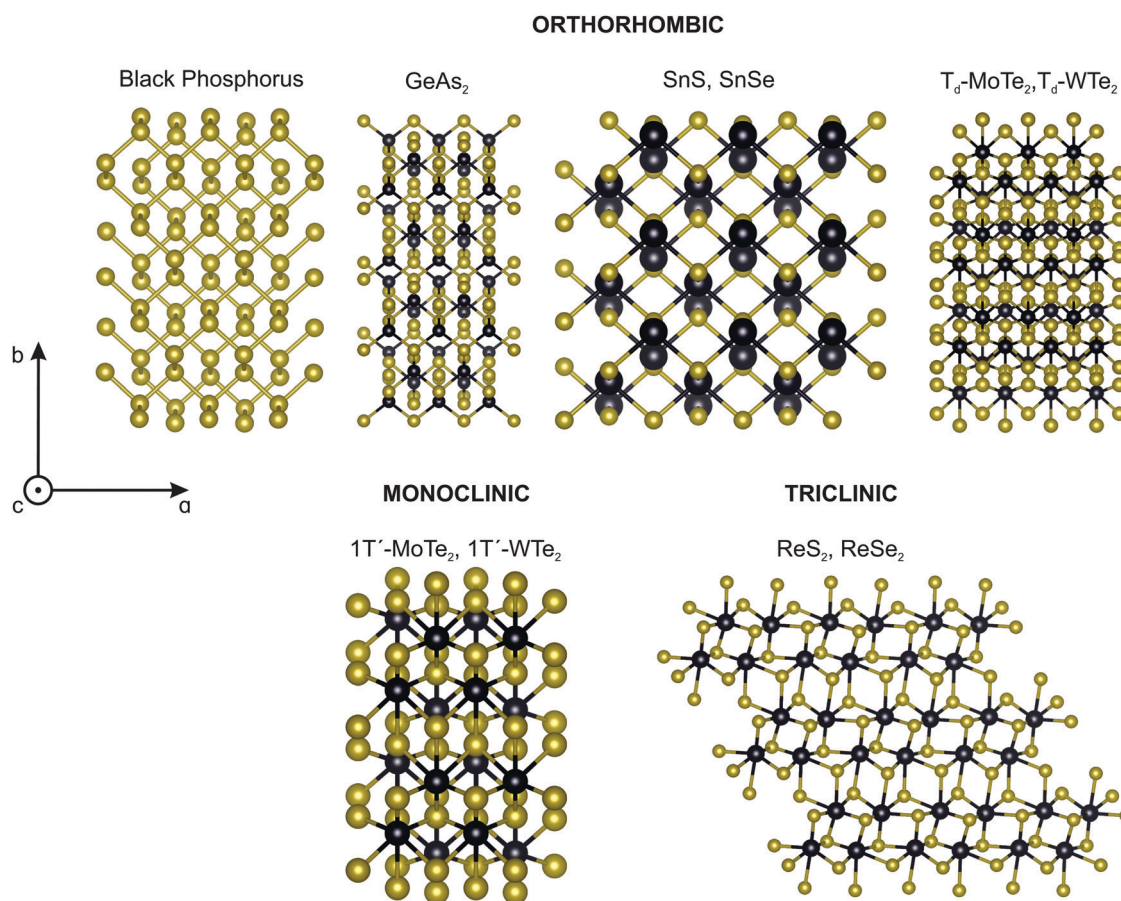 ORTHORHOMBIC
Black Phosphorus
GeAs₂
SnS, SnSe
T_d-MoTe₂,T_d-WTe₂
b
c
a
MONOCLINIC
TRICLINIC
1T´-MoTe₂, 1T´-WTe₂
ReS₂, ReSe₂